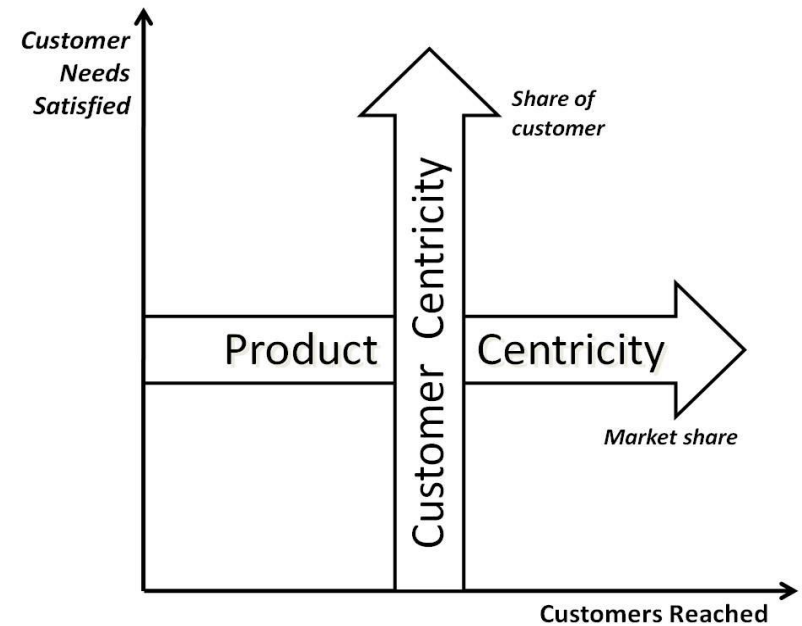 Customer
Needs
Satisfied
Share of
customer
Customer Centricity
Product Centricity
Market share
Customers Reached